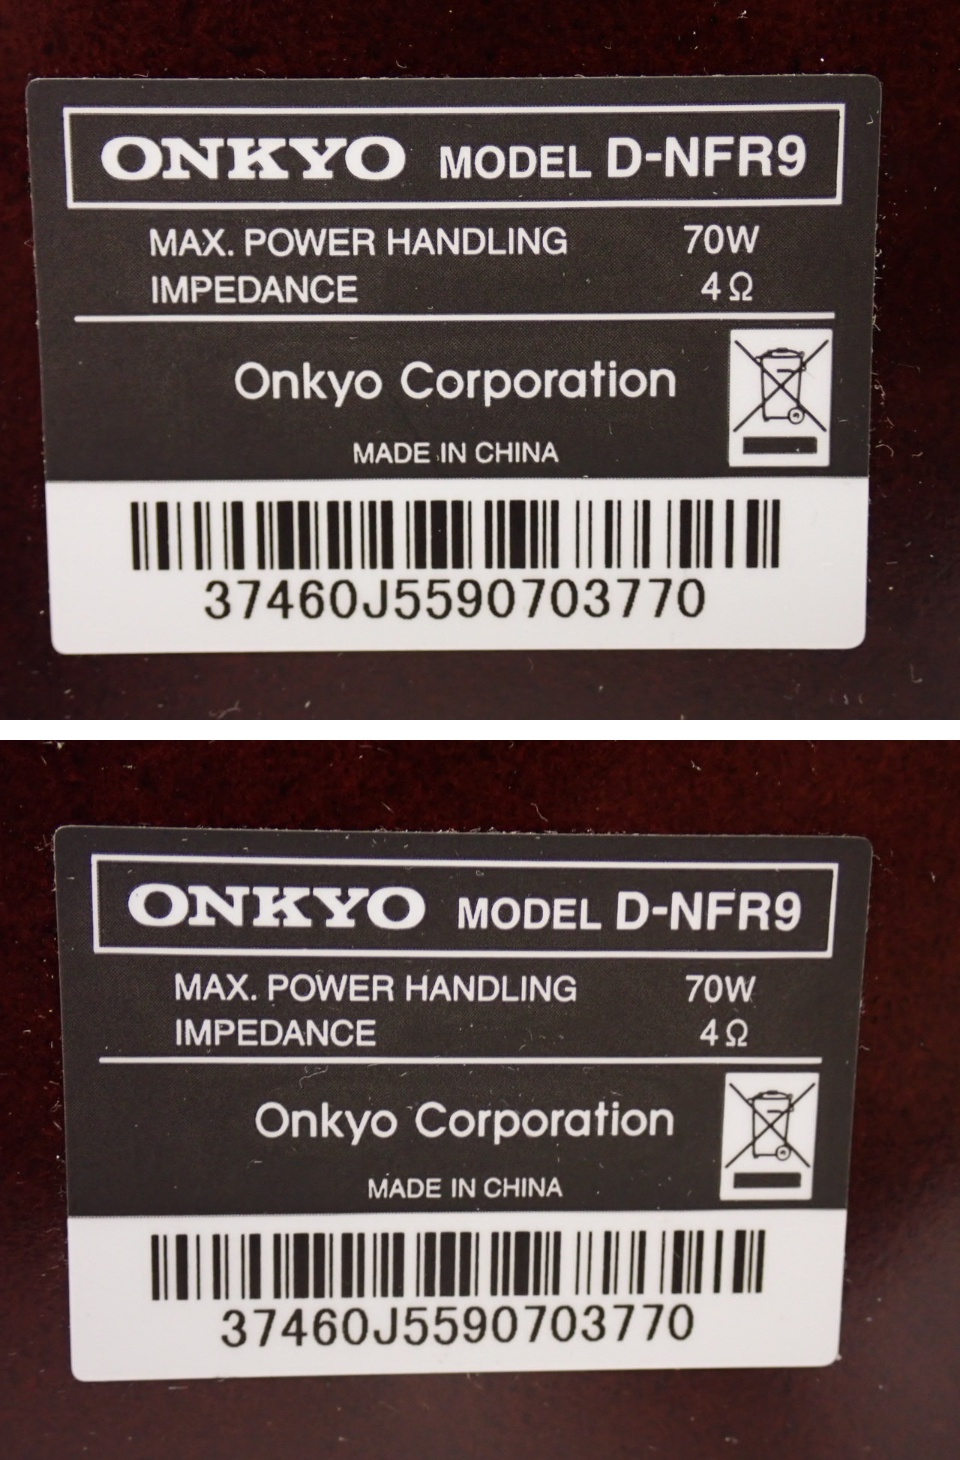 ONKYO MODEL D-NFR9
MAX. POWER HANDLING 70W
IMPEDANCE 4Ω
Onkyo Corporation
MADE IN CHINA
37460J5590703770
ONKYO MODEL D-NFR9
MAX. POWER HANDLING 70W
IMPEDANCE 4Ω
Onkyo Corporation
MADE IN CHINA
37460J5590703770